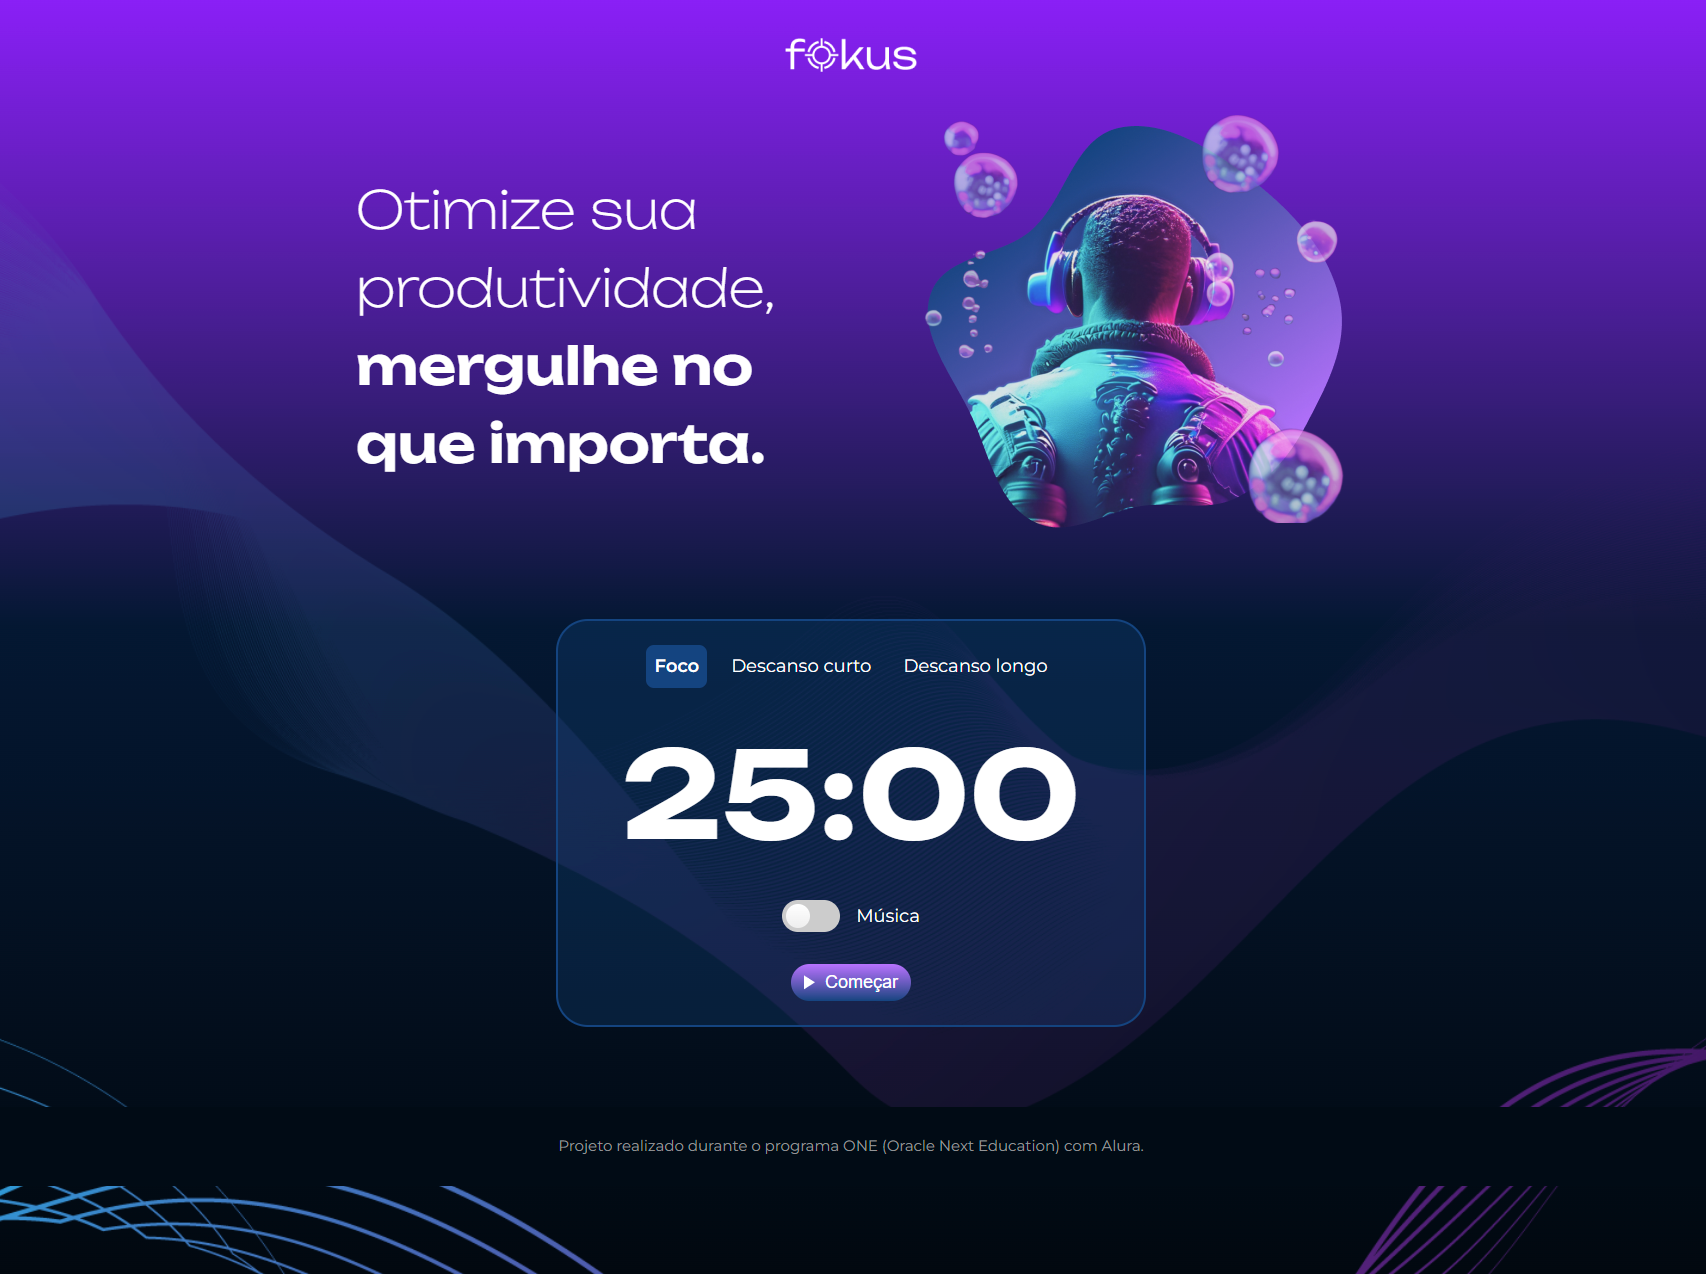 fokus
Otimize sua
produtividade,
mergulhe no
que importa.
Foco Descanso curto Descanso longo
25:00
Música
Começar
Projeto realizado durante o programa ONE (Oracle Next Education) com Alura.